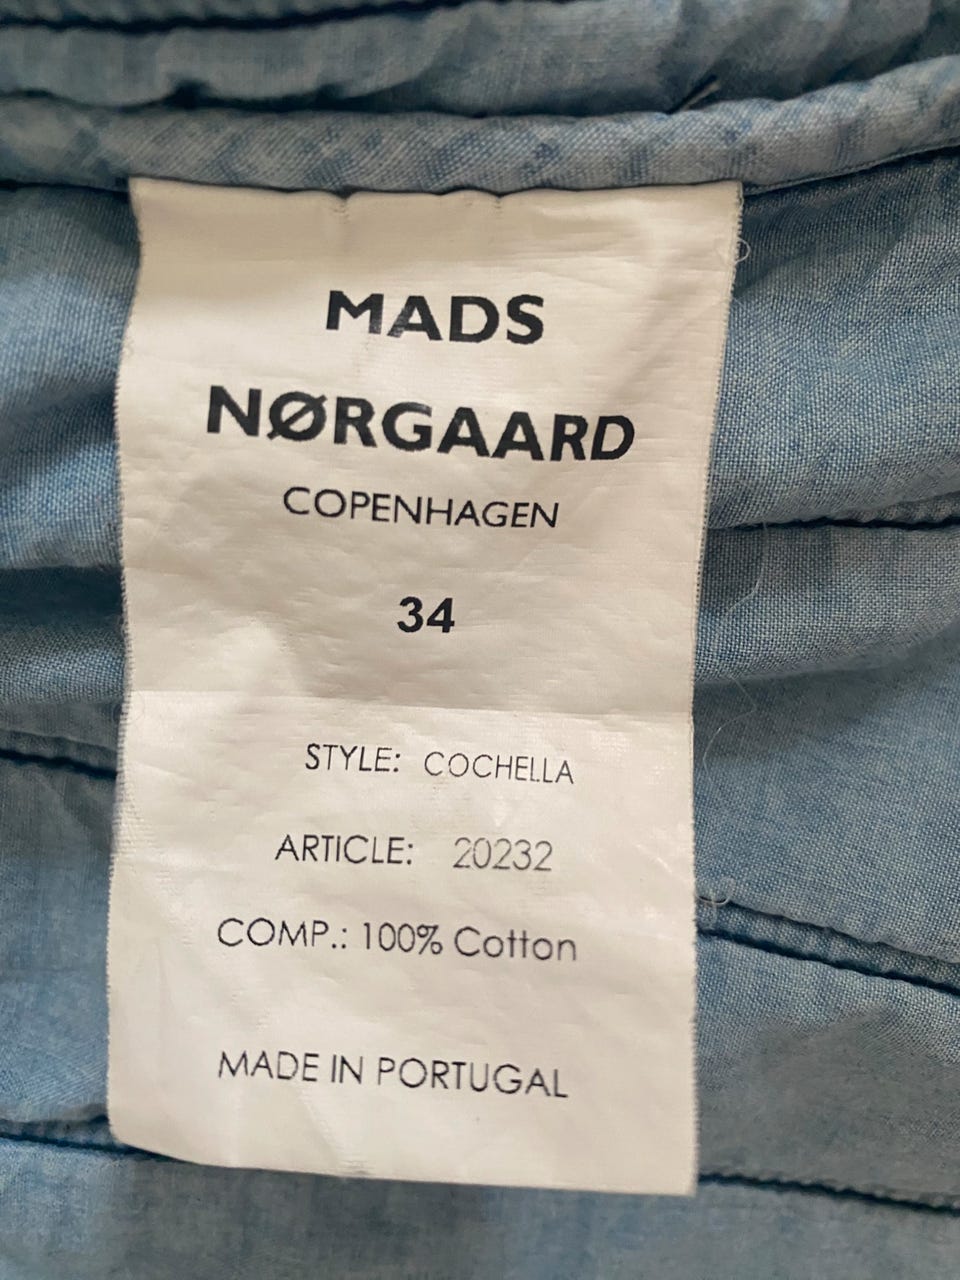 MADS
NØRGAARD
COPENHAGEN
34
STYLE: COCHELLA
ARTICLE: 20232
COMP.: 100% Cotton
MADE IN PORTUGAL